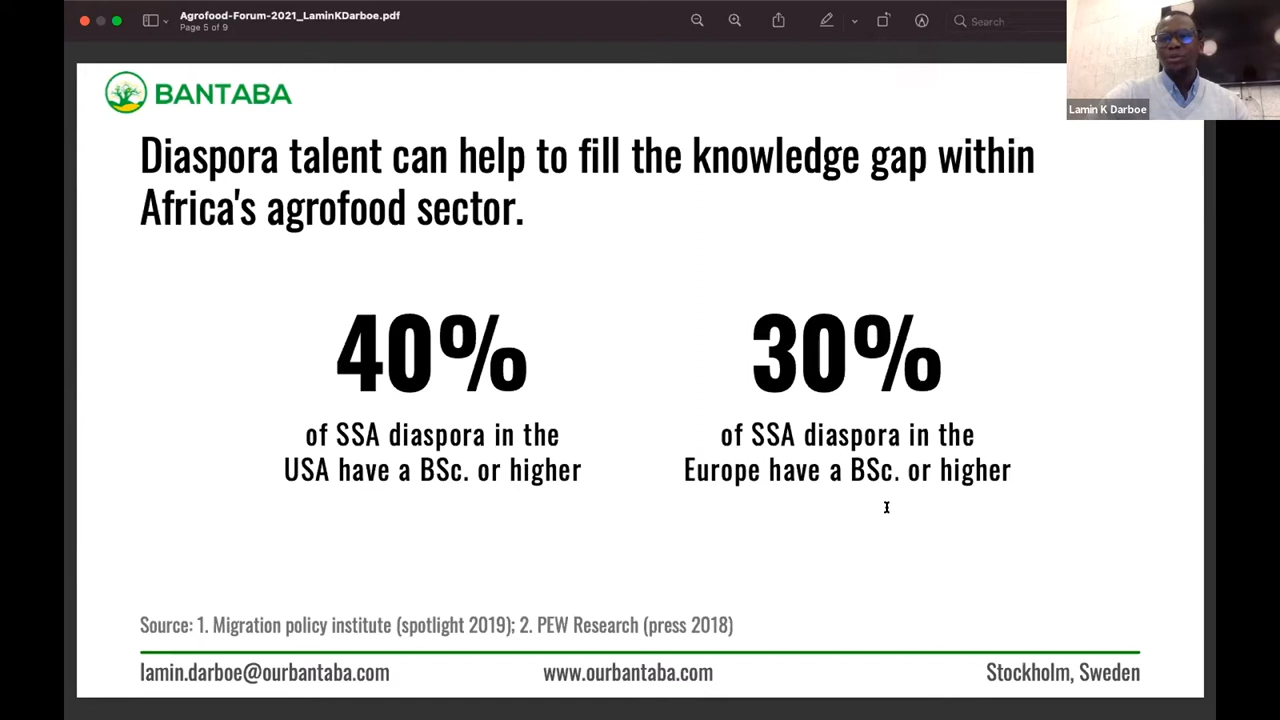 Agrofood-Forum-2021_LaminKDarboe.pdf
Page 5 of 9
Search
Lamin K Darboe
BANTABA
Diaspora talent can help to fill the knowledge gap within
Africa's agrofood sector.
40%
of SSA diaspora in the
USA have a BSc. or higher
30%
of SSA diaspora in the
Europe have a BSc. or higher
Source: 1. Migration policy institute (spotlight 2019); 2. PEW Research (press 2018)
lamin.darboe@ourbantaba.com
www.ourbantaba.com
Stockholm, Sweden